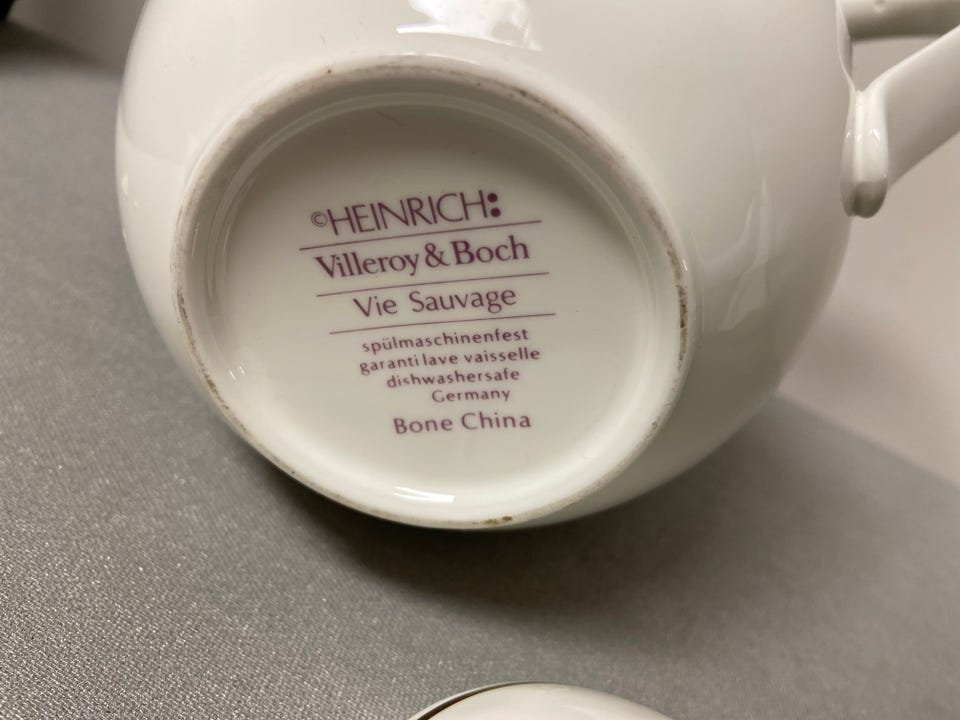 ©HEINRICH:
Villeroy & Boch
Vie Sauvage
spülmaschinenfest
garanti lave vaisselle
dishwashersafe
Germany
Bone China